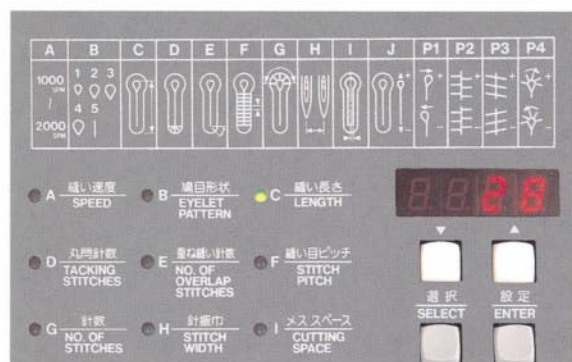 A B C D E F G H I J P1 P2 P3 P4
1000 SPM 1 2 3
4 5
2000 SPM
A 縫い速度 SPEED
B 鳩目形状 EYELET PATTERN
C 縫い長さ LENGTH
28
D 丸閂針数 TACKING STITCHES
E 重ね縫い針数 NO. OF OVERLAP STITCHES
F 縫い目ピッチ STITCH PITCH
選択 SELECT
設定 ENTER
G 針数 NO. OF STITCHES
H 針振巾 STITCH WIDTH
I メススペース CUTTING SPACE